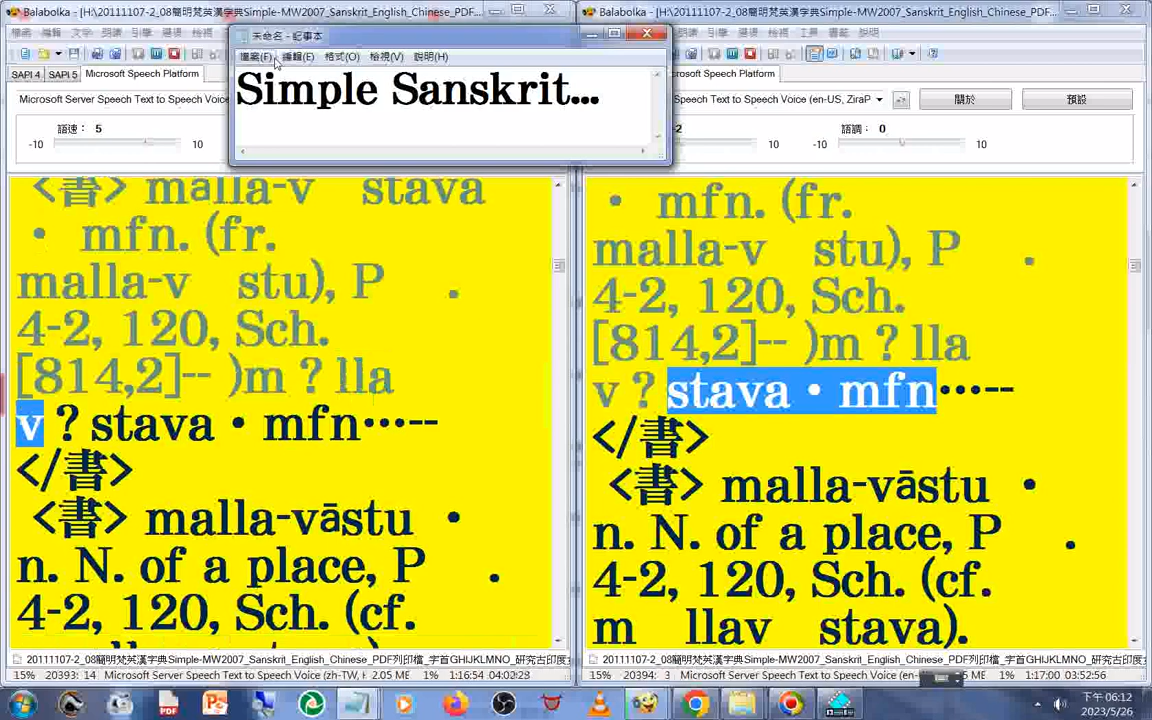 Balabolka - [H:\20111107-2_08簡明梵英漢字典Simple-MW2007_Sanskrit_English_Chinese_PDF...
SAPI 4 SAPI 5 Microsoft Speech Platform
Microsoft Server Speech Text to Speech Voice
語速： 5
-10 10
未命名 - 記事本
檔案(F) 編輯(E) 格式(O) 檢視(V) 說明(H)
Simple Sanskrit...
<書> malla-v stava
• mfn. (fr.
malla-v stu), P .
4-2, 120, Sch.
[814,2]-- )m ? lla
v ? stava • mfn…--
</書>
<書> malla-vāstu •
n. N. of a place, P .
4-2, 120, Sch. (cf.
20111107-2_08簡明梵英漢字典Simple-MW2007_Sanskrit_English_Chinese_PDF列印檔_字首GHIJKLMNO_研究古印度
15% 20393: 14 Microsoft Server Speech Text to Speech Voice (zh-TW, H 2.05 MB 1% 1:16:54 04:02:23
Balabolka - [H:\20111107-2_08簡明梵英漢字典Simple-MW2007_Sanskrit_English_Chinese_PDF...
Microsoft Speech Platform
Speech Text to Speech Voice (en-US, ZiraP
關於 預設
-2
10
語調： 0
-10 10
• mfn. (fr.
malla-v stu), P .
4-2, 120, Sch.
[814,2]-- )m ? lla
v ? stava • mfn…--
</書>
<書> malla-vāstu •
n. N. of a place, P .
4-2, 120, Sch. (cf.
m llav stava).
20111107-2_08簡明梵英漢字典Simple-MW2007_Sanskrit_English_Chinese_PDF列印檔_字首GHIJKLMNO_研究古印度
15% 20394: 3 Microsoft Server Speech Text to Speech Voice 1% 1:17:00 03:52:56
下午 06:12
2023/5/26